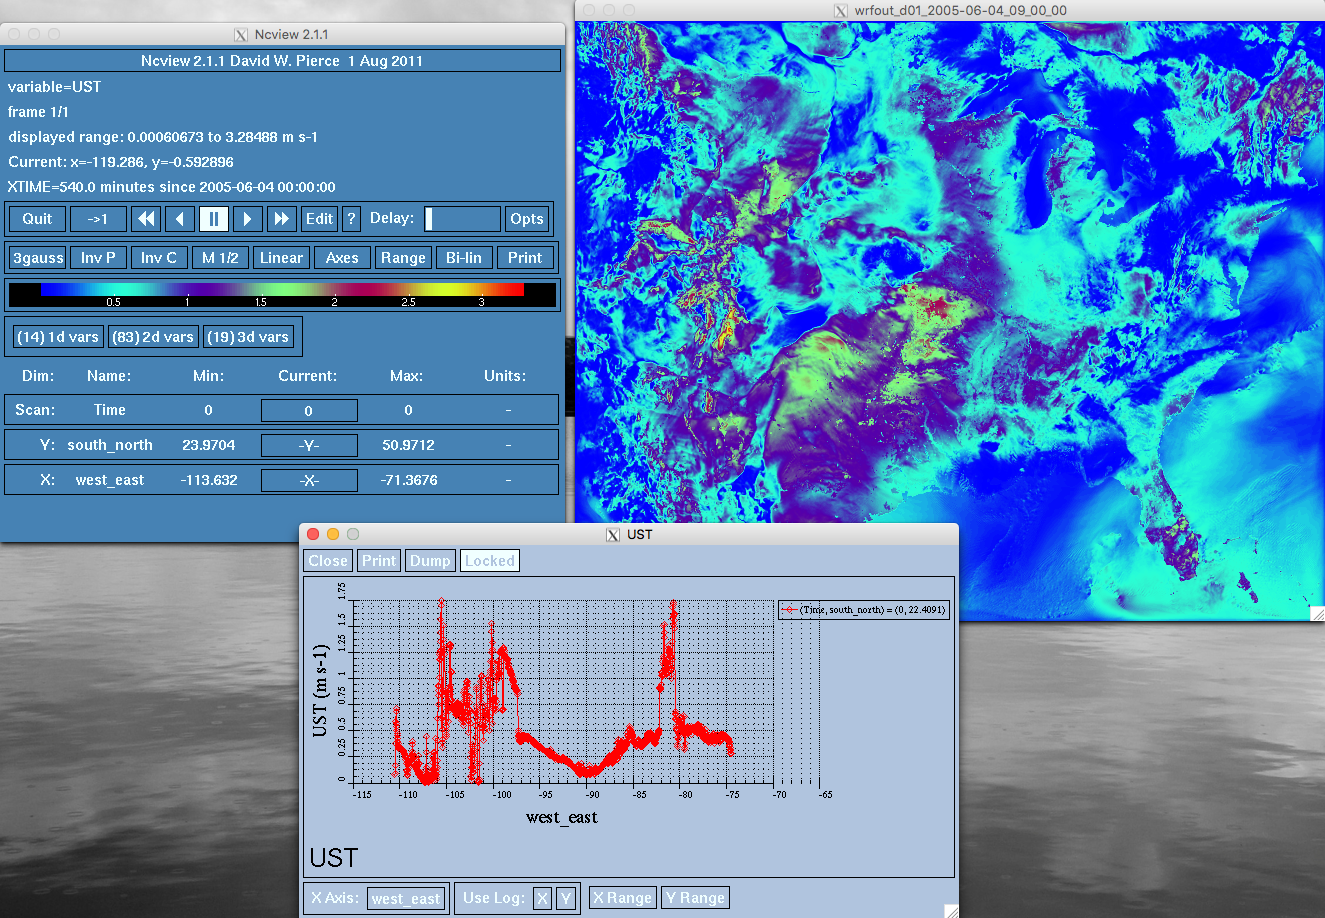 Ncview 2.1.1
Ncview 2.1.1 David W. Pierce 1 Aug 2011
variable=UST
frame 1/1
displayed range: 0.00060673 to 3.28488 m s-1
Current: x=-119.286, y=-0.592896
XTIME=540.0 minutes since 2005-06-04 00:00:00
Quit ->1 Edit ? Delay: Opts
3gauss Inv P Inv C M 1/2 Linear Axes Range Bi-lin Print
0.5 1 1.5 2 2.5 3
(14) 1d vars (83) 2d vars (19) 3d vars
Dim: Name: Min: Current: Max: Units:
Scan: Time 0 0 0 -
Y: south_north 23.9704 -Y- 50.9712 -
X: west_east -113.632 -X- -71.3676 -
wrfout_d01_2005-06-04_09_00_00
UST
Close Print Dump Locked
(Time, south_north) = (0, 22.4091)
UST (m s-1)
1.75
1.5
1.25
1
0.75
0.5
0.25
0
-115 -110 -105 -100 -95 -90 -85 -80 -75 -70 -65
west_east
UST
X Axis: west_east Use Log: X Y X Range Y Range